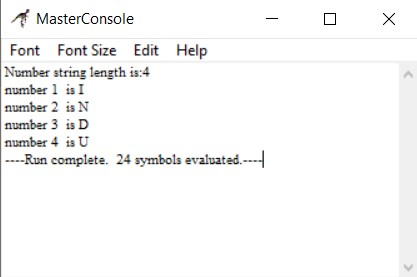 MasterConsole
Font Font Size Edit Help
Number string length is:4
number 1  is I
number 2  is N
number 3  is D
number 4  is U
----Run complete.  24 symbols evaluated.----